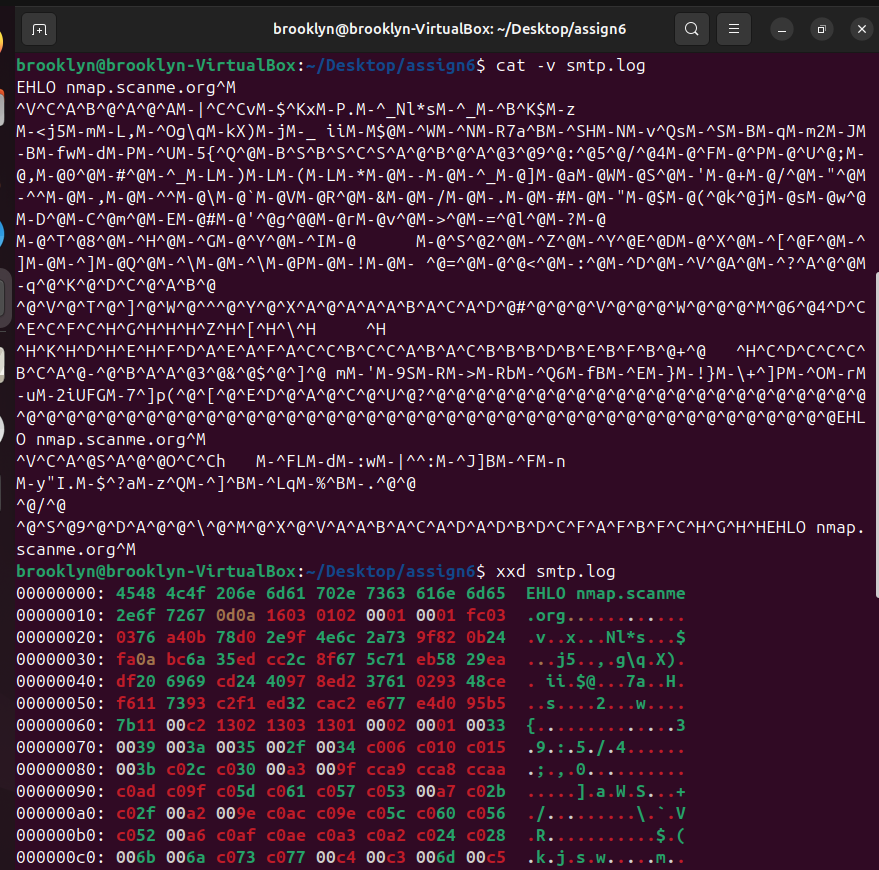 brooklyn@brooklyn-VirtualBox: ~/Desktop/assign6
brooklyn@brooklyn-VirtualBox:~/Desktop/assign6$ cat -v smtp.log
EHLO nmap.scanme.org^M
^V^C^A^B^@^A^@^AM-|^C^CvM-$^KxM-P.M-^_Nl*sM-^_M-^B^K$M-z
M-<j5M-mM-L,M-^Og\qM-kX)M-jM-_ iiM-M$@M-^WM-^NM-R7a^BM-^SHM-NM-v^QsM-^SM-BM-qM-m2M-JM
-BM-fwM-dM-PM-^UM-5{^Q^@M-B^S^B^S^C^S^A^@^B^@^A^@3^@9^@:^@5^@/^@4M-@^FM-@^PM-@^U^@;M-
@,M-@0^@M-#^@M-^_M-LM-)M-LM-(M-LM-*M-@M--M-@M-^_M-@]M-@aM-@WM-@S^@M-'M-@+M-@/^@M-"^@M
-^^M-@M-,M-@M-^^M-@\M-@`M-@VM-@R^@M-&M-@M-/M-@M-.M-@M-#M-@M-"M-@$M-@(^@k^@jM-@sM-@w^@
M-D^@M-C^@m^@M-EM-@#M-@'^@g^@@M-@rM-@v^@M->^@M-=^@l^@M-?M-@
M-@^T^@8^@M-^H@^@M-^GM-@^Y@^@M-^IM-@      M-@^S^@2^@M-^Z^@M-^Y^@E^@DM-@^X@^@M-^[^@F^@M-^
]M-@M-^]M-@Q^@M-^\M-@M-^\M-@PM-@M-!M-@M- ^@=^@M-@^@<^@M-:^@M-^D^@M-^V^@A^@M-^?^A^@^@M
-q^@^K^@^D^C^@^A^B^@
^@^V^@^T^@^]^@^W^@^^^@^Y^@^X^A^@^A^A^A^B^A^C^A^D^@#^@^@^@^V^@^@^@W^@^@^@M^@6^@4^D^C
^E^C^F^C^H^G^H^H^H^Z^H^[^H^\^H     ^H
^H^K^H^D^H^E^H^F^D^A^E^A^F^A^C^C^B^C^C^A^B^A^C^B^B^B^D^B^E^B^F^B^@+^@   ^H^C^D^C^C^C
^B^C^A^@-^@^B^A^A^@3^@&^@$^@^]^@ mM-'M-9SM-RM->M-RbM-^Q6M-fBM-^EM-}M-!}M-\+^]PM-^OM-rM
-uM-2iUFGM-7^]p(^@^[^@^E^D^@^A^@^C^@^U^@?^@^@^@^@^@^@^@^@^@^@^@^@^@^@^@^@^@^@^@^@^@^@
^@^@^@^@^@^@^@^@^@^@^@^@^@^@^@^@^@^@^@^@^@^@^@^@^@^@^@^@^@^@^@^@^@^@^@^@^@^@^@^@^@EHL
O nmap.scanme.org^M
^V^C^A^@S^A^@^@O^C^Ch   M-^FLM-dM-:wM-|^^:M-^J]BM-^FM-n
M-y"I.M-$^?aM-z^QM-^]^BM-^LqM-%^BM-.^@^@
^@/^@
^@^S^@9^@^D^A^@^@^\^@^M^@^X^@^V^A^A^B^A^C^A^D^A^D^B^D^C^F^A^F^B^F^C^H^G^H^HEHLO nmap.
scanme.org^M
brooklyn@brooklyn-VirtualBox:~/Desktop/assign6$ xxd smtp.log
00000000: 4548 4c4f 206e 6d61 702e 7363 616e 6d65  EHLO nmap.scanme
00000010: 2e6f 7267 0d0a 1603 0102 0001 0001 fc03  .org............
00000020: 0376 a40b 78d0 2e9f 4e6c 2a73 9f82 0b24  .v..x...Nl*s...$
00000030: fa0a bc6a 35ed cc2c 8f67 5c71 eb58 29ea  ...j5..,.g\q.X).
00000040: df20 6969 cd24 4097 8ed2 3761 0293 48ce  . ii.$@...7a..H.
00000050: f611 7393 c2f1 ed32 cac2 e677 e4d0 95b5  ..s....2...w....
00000060: 7b11 00c2 1302 1303 1301 0002 0001 0033  {..............3
00000070: 0039 003a 0035 002f 0034 c006 c010 c015  .9.:.5./.4......
00000080: 003b c02c c030 00a3 009f cca9 cca8 ccaa  .;.,.0..........
00000090: c0ad c09f c05d c061 c057 c053 00a7 c02b  .....].a.W.S...+
000000a0: c02f 00a2 009e c0ac c09e c05c c060 c056  ./.........\.`.V
000000b0: c052 00a6 c0af c0ae c0a3 c0a2 c024 c028  .R...........$.(
000000c0: 006b 006a c073 c077 00c4 00c3 006d 00c5  .k.j.s.w.....m..